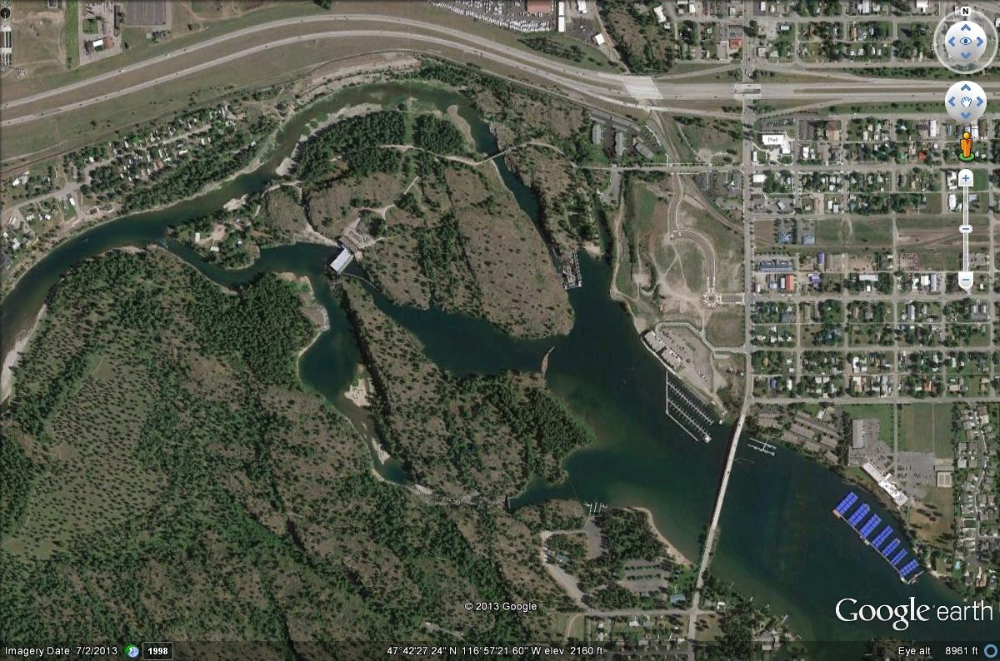 N
© 2013 Google
Google earth
Imagery Date: 7/2/2013 1998 47°42'27.24" N 116°57'21.60" W elev 2160 ft Eye alt 8961 ft